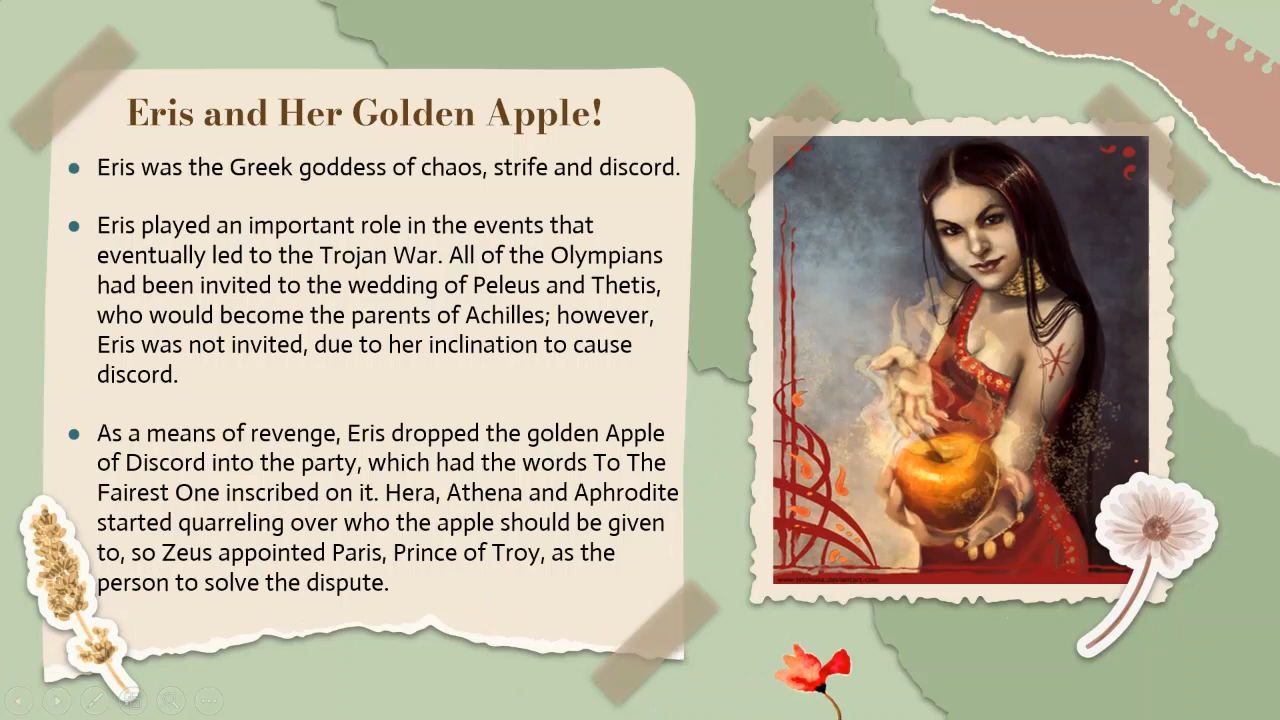 Eris and Her Golden Apple!
Eris was the Greek goddess of chaos, strife and discord.
Eris played an important role in the events that
eventually led to the Trojan War. All of the Olympians
had been invited to the wedding of Peleus and Thetis,
who would become the parents of Achilles; however,
Eris was not invited, due to her inclination to cause
discord.
As a means of revenge, Eris dropped the golden Apple
of Discord into the party, which had the words To The
Fairest One inscribed on it. Hera, Athena and Aphrodite
started quarreling over who the apple should be given
to, so Zeus appointed Paris, Prince of Troy, as the
person to solve the dispute.